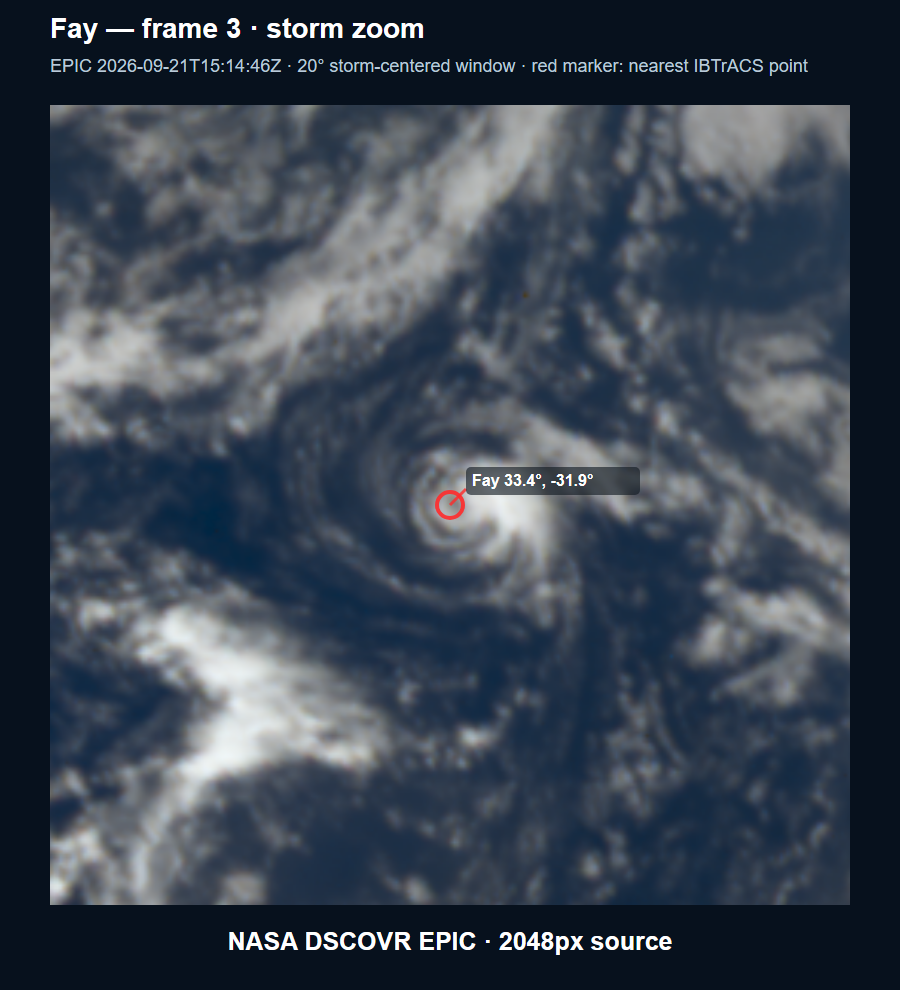 Fay — frame 3 · storm zoom
EPIC 2026-09-21T15:14:46Z · 20° storm-centered window · red marker: nearest IBTrACS point
Fay 33.4°, -31.9°
NASA DSCOVR EPIC · 2048px source